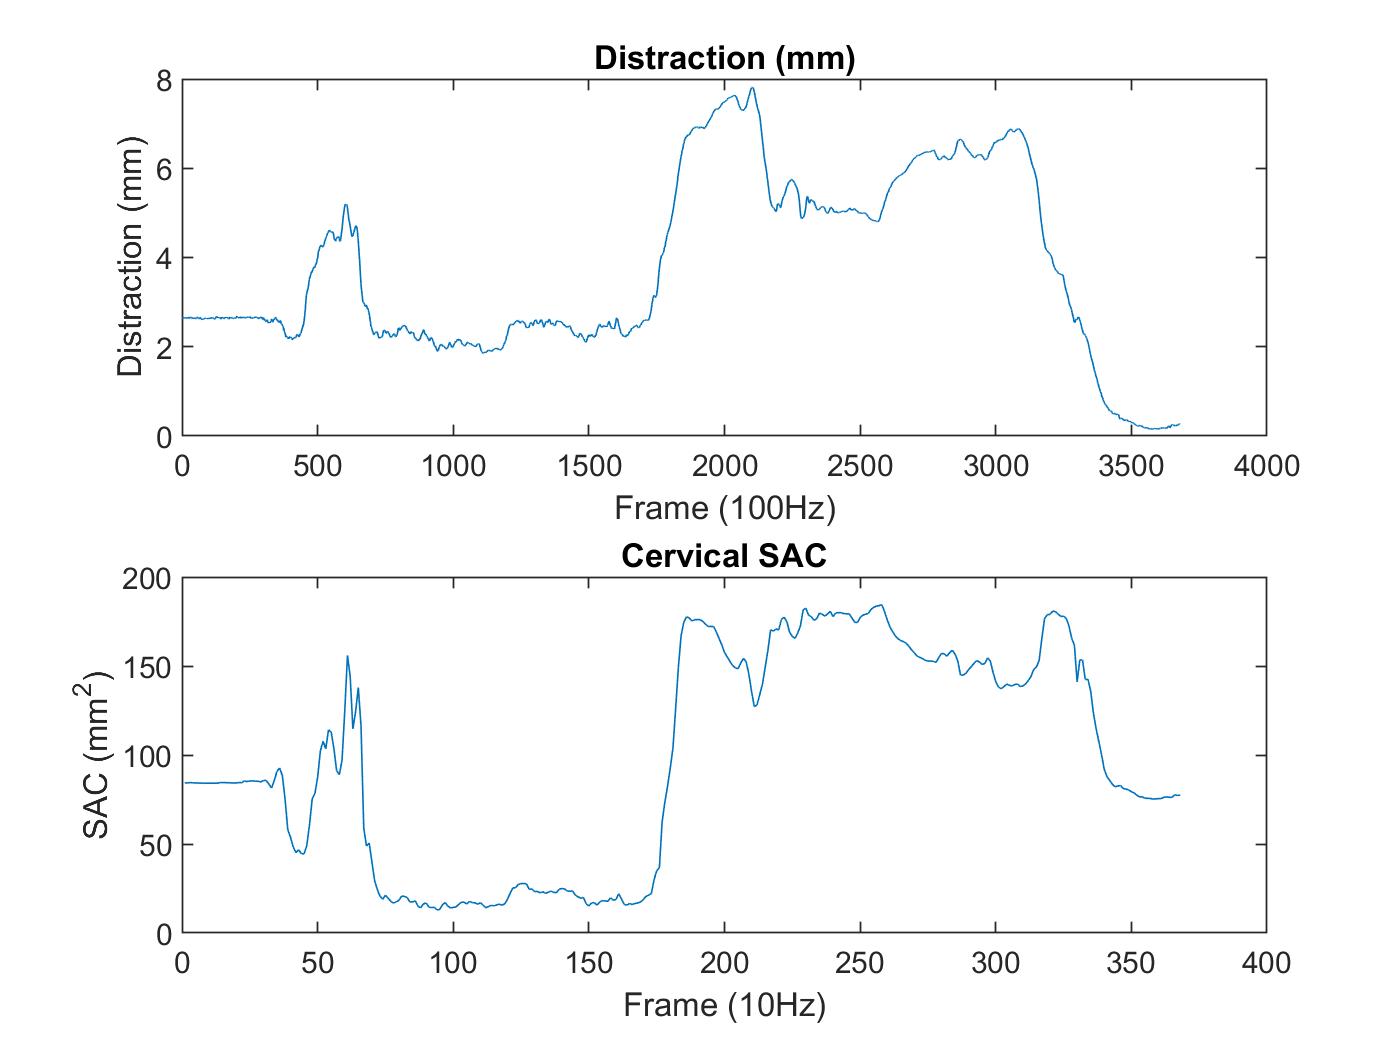 Distraction (mm)
8
6
4
2
0
Distraction (mm)
0 500 1000 1500 2000 2500 3000 3500 4000
Frame (100Hz)
Cervical SAC
200
150
100
50
0
SAC (mm²)
0 50 100 150 200 250 300 350 400
Frame (10Hz)